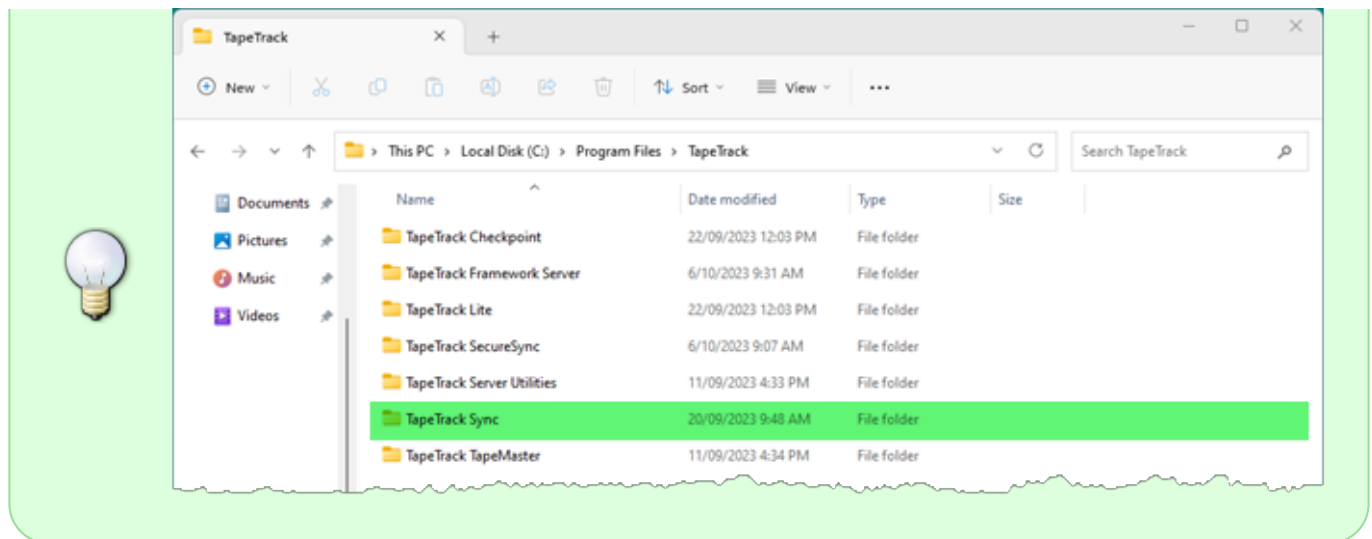 TapeTrack
New
Sort
View
This PC > Local Disk (C:) > Program Files > TapeTrack
Search TapeTrack
Documents
Pictures
Music
Videos
Name Date modified Type Size
TapeTrack Checkpoint 22/09/2023 12:03 PM File folder
TapeTrack Framework Server 6/10/2023 9:31 AM File folder
TapeTrack Lite 22/09/2023 12:03 PM File folder
TapeTrack SecureSync 6/10/2023 9:07 AM File folder
TapeTrack Server Utilities 11/09/2023 4:33 PM File folder
TapeTrack Sync 20/09/2023 9:48 AM File folder
TapeTrack TapeMaster 11/09/2023 4:34 PM File folder